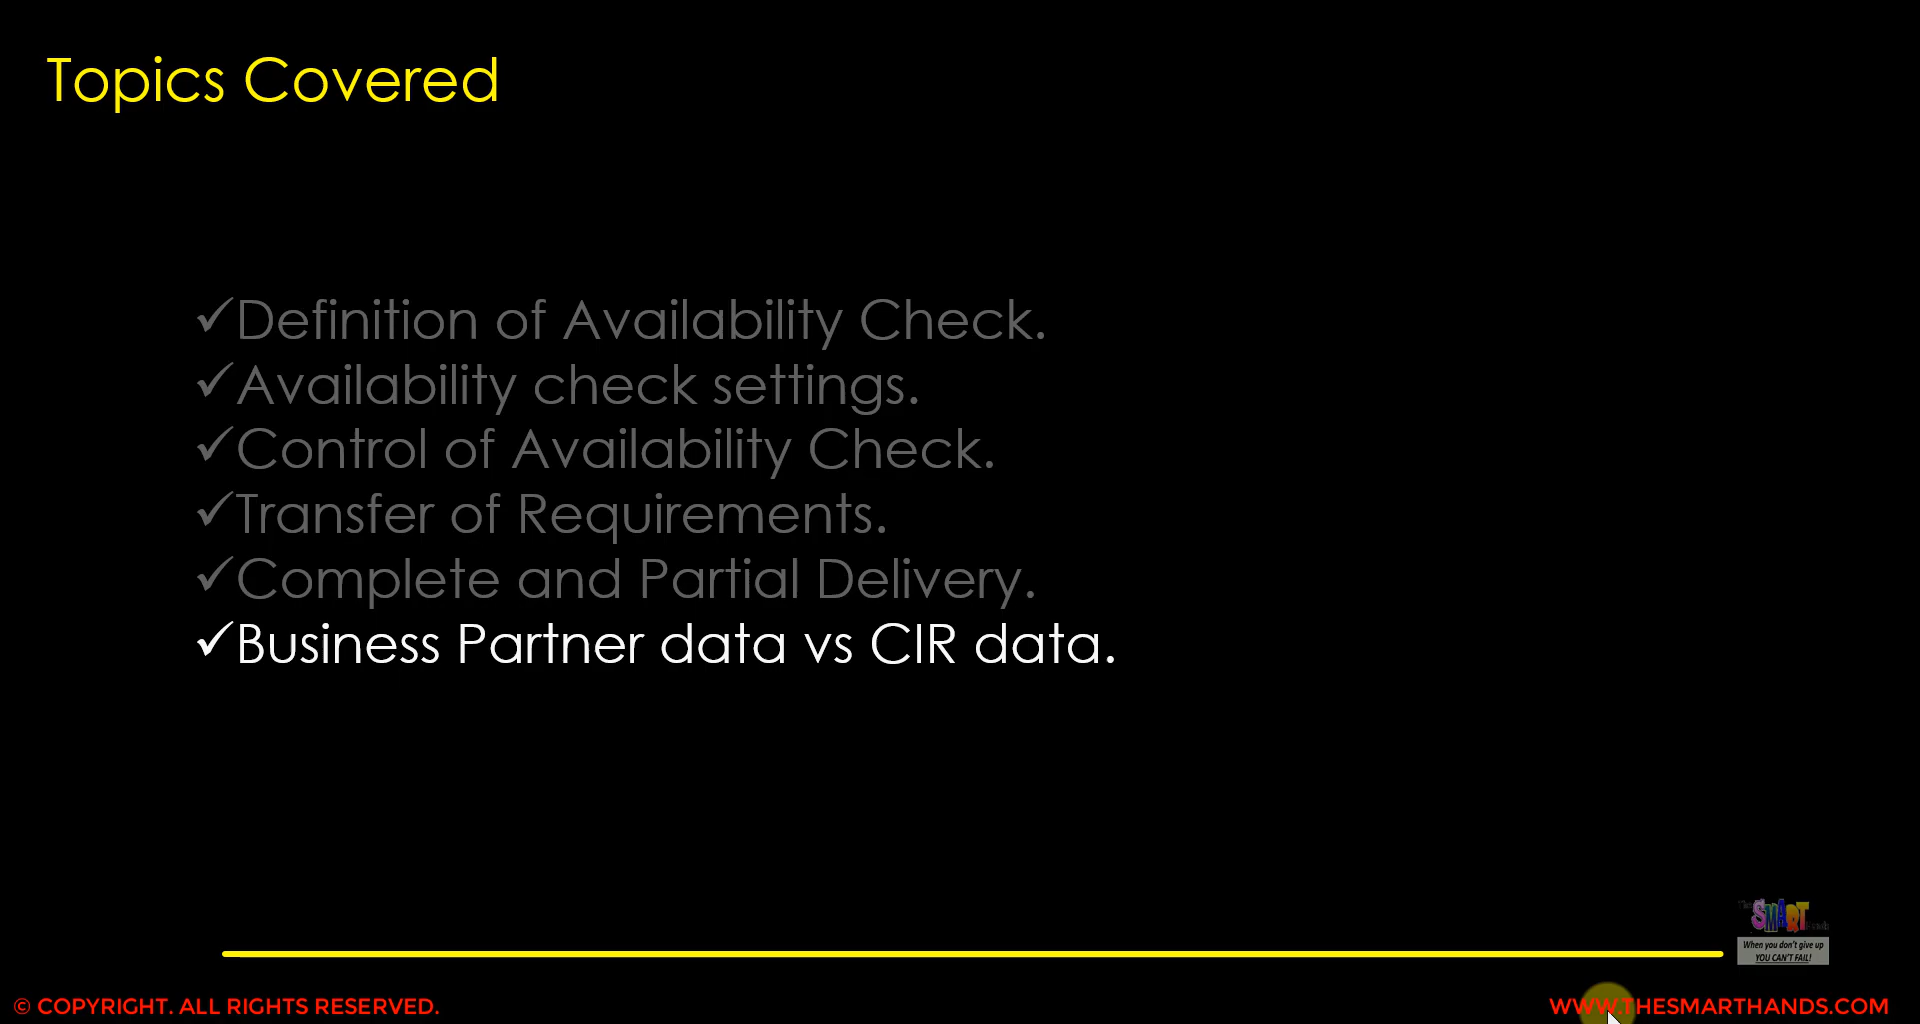 Topics Covered
✓Definition of Availability Check.
✓Availability check settings.
✓Control of Availability Check.
✓Transfer of Requirements.
✓Complete and Partial Delivery.
✓Business Partner data vs CIR data.
SMART
When you don't give up
YOU CAN'T FAIL!
© COPYRIGHT. ALL RIGHTS RESERVED.
WWW.THESMARTHANDS.COM